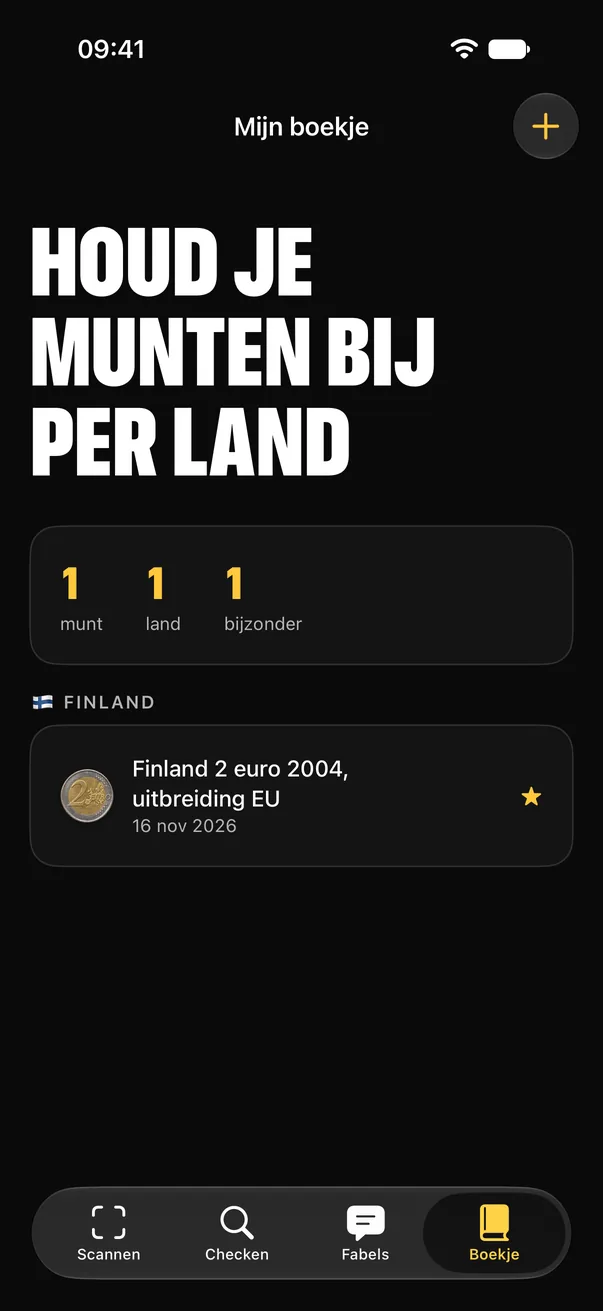 09:41
Mijn boekje
HOUD JE
MUNTEN BIJ
PER LAND
1 1 1
munt land bijzonder
FINLAND
2
Finland 2 euro 2004,
uitbreiding EU
16 nov 2026
Scannen Checken Fabels Boekje